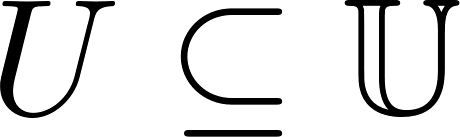 𝑼 ⊆ 𝕌